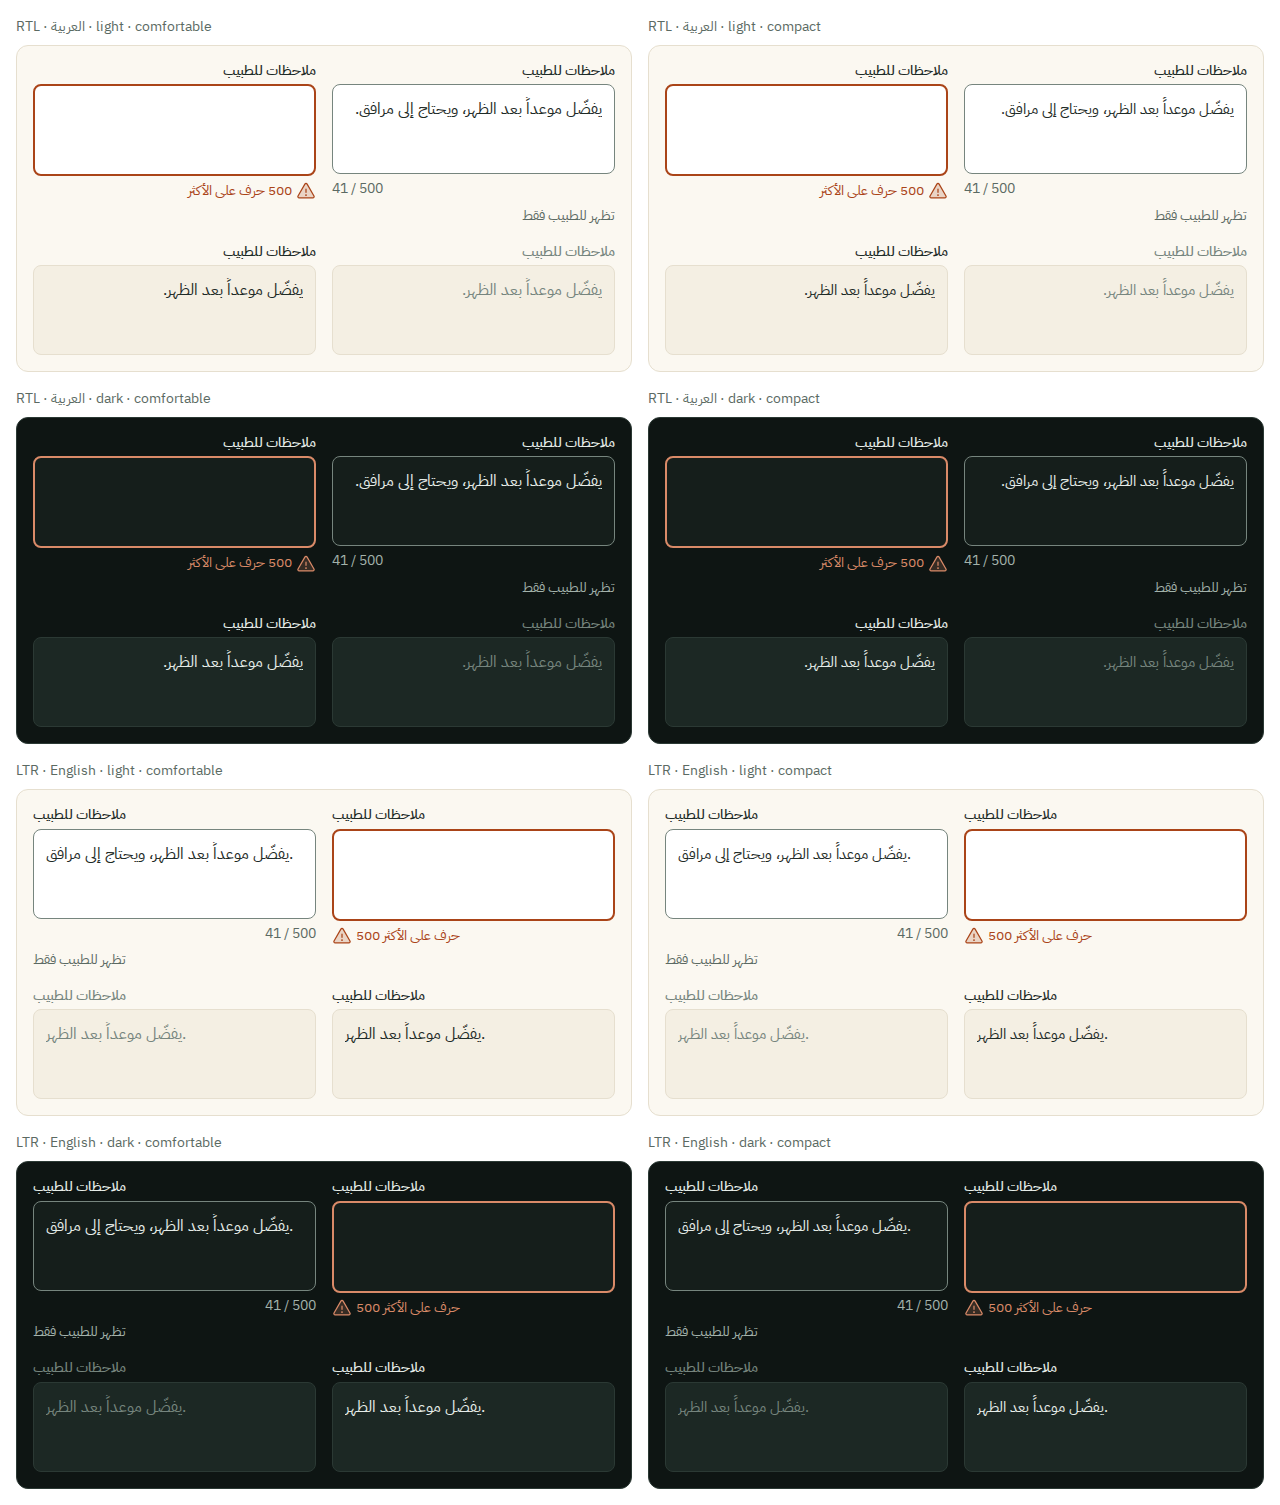 RTL · العربية · light · comfortable
ملاحظات للطبيب
يفضّل موعداً بعد الظهر، ويحتاج إلى مرافق.
41 / 500
تظهر للطبيب فقط
ملاحظات للطبيب
500 حرف على الأكثر
ملاحظات للطبيب
يفضّل موعداً بعد الظهر.
ملاحظات للطبيب
يفضّل موعداً بعد الظهر.
RTL · العربية · light · compact
ملاحظات للطبيب
يفضّل موعداً بعد الظهر، ويحتاج إلى مرافق.
41 / 500
تظهر للطبيب فقط
ملاحظات للطبيب
500 حرف على الأكثر
ملاحظات للطبيب
يفضّل موعداً بعد الظهر.
ملاحظات للطبيب
يفضّل موعداً بعد الظهر.
RTL · العربية · dark · comfortable
ملاحظات للطبيب
يفضّل موعداً بعد الظهر، ويحتاج إلى مرافق.
41 / 500
تظهر للطبيب فقط
ملاحظات للطبيب
500 حرف على الأكثر
ملاحظات للطبيب
يفضّل موعداً بعد الظهر.
ملاحظات للطبيب
يفضّل موعداً بعد الظهر.
RTL · العربية · dark · compact
ملاحظات للطبيب
يفضّل موعداً بعد الظهر، ويحتاج إلى مرافق.
41 / 500
تظهر للطبيب فقط
ملاحظات للطبيب
500 حرف على الأكثر
ملاحظات للطبيب
يفضّل موعداً بعد الظهر.
ملاحظات للطبيب
يفضّل موعداً بعد الظهر.
LTR · English · light · comfortable
ملاحظات للطبيب
يفضّل موعداً بعد الظهر، ويحتاج إلى مرافق.
41 / 500
تظهر للطبيب فقط
ملاحظات للطبيب
500 حرف على الأكثر
ملاحظات للطبيب
يفضّل موعداً بعد الظهر.
ملاحظات للطبيب
يفضّل موعداً بعد الظهر.
LTR · English · light · compact
ملاحظات للطبيب
يفضّل موعداً بعد الظهر، ويحتاج إلى مرافق.
41 / 500
تظهر للطبيب فقط
ملاحظات للطبيب
500 حرف على الأكثر
ملاحظات للطبيب
يفضّل موعداً بعد الظهر.
ملاحظات للطبيب
يفضّل موعداً بعد الظهر.
LTR · English · dark · comfortable
ملاحظات للطبيب
يفضّل موعداً بعد الظهر، ويحتاج إلى مرافق.
41 / 500
تظهر للطبيب فقط
ملاحظات للطبيب
500 حرف على الأكثر
ملاحظات للطبيب
يفضّل موعداً بعد الظهر.
ملاحظات للطبيب
يفضّل موعداً بعد الظهر.
LTR · English · dark · compact
ملاحظات للطبيب
يفضّل موعداً بعد الظهر، ويحتاج إلى مرافق.
41 / 500
تظهر للطبيب فقط
ملاحظات للطبيب
500 حرف على الأكثر
ملاحظات للطبيب
يفضّل موعداً بعد الظهر.
ملاحظات للطبيب
يفضّل موعداً بعد الظهر.